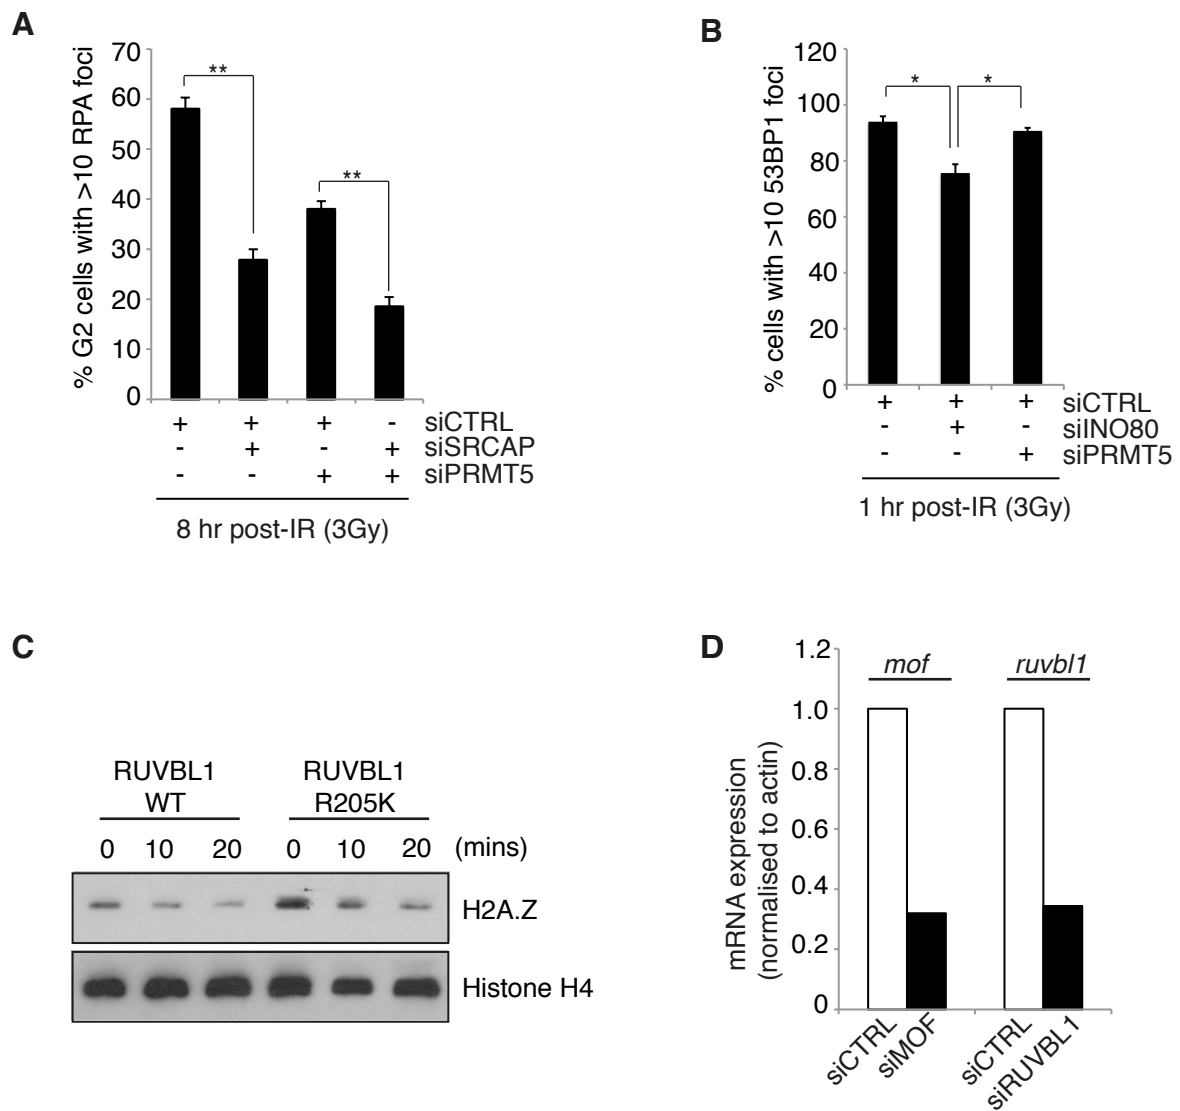 A
% G2 cells with >10 RPA foci
70
60
50
40
30
20
10
0
**
**
+ + + - siCTRL
- + - + siSRCAP
- - + + siPRMT5
8 hr post-IR (3Gy)
B
% cells with >10 53BP1 foci
120
100
80
60
40
20
0
*
*
+ + + siCTRL
- + - siINO80
- - + siPRMT5
1 hr post-IR (3Gy)
C
RUVBL1 RUVBL1
WT R205K
0 10 20 0 10 20 (mins)
H2A.Z
Histone H4
D
mRNA expression
(normalised to actin)
1.2
1.0
0.8
0.6
0.4
0.2
0
mof ruvbl1
siCTRL
siMOF
siCTRL
siRUVBL1